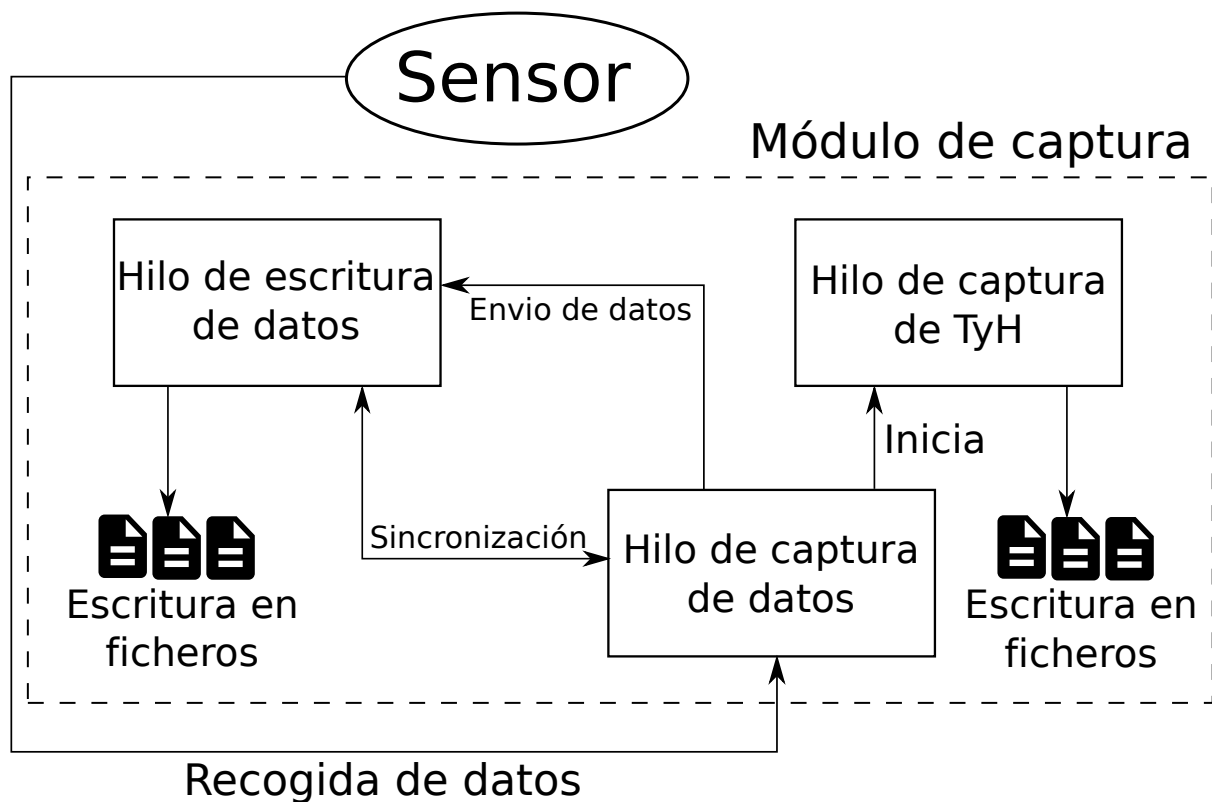 Sensor
Módulo de captura
Hilo de escritura
de datos
Envio de datos
Hilo de captura
de TyH
Inicia
Sincronización
Hilo de captura
de datos
Escritura en
ficheros
Escritura en
ficheros
Recogida de datos